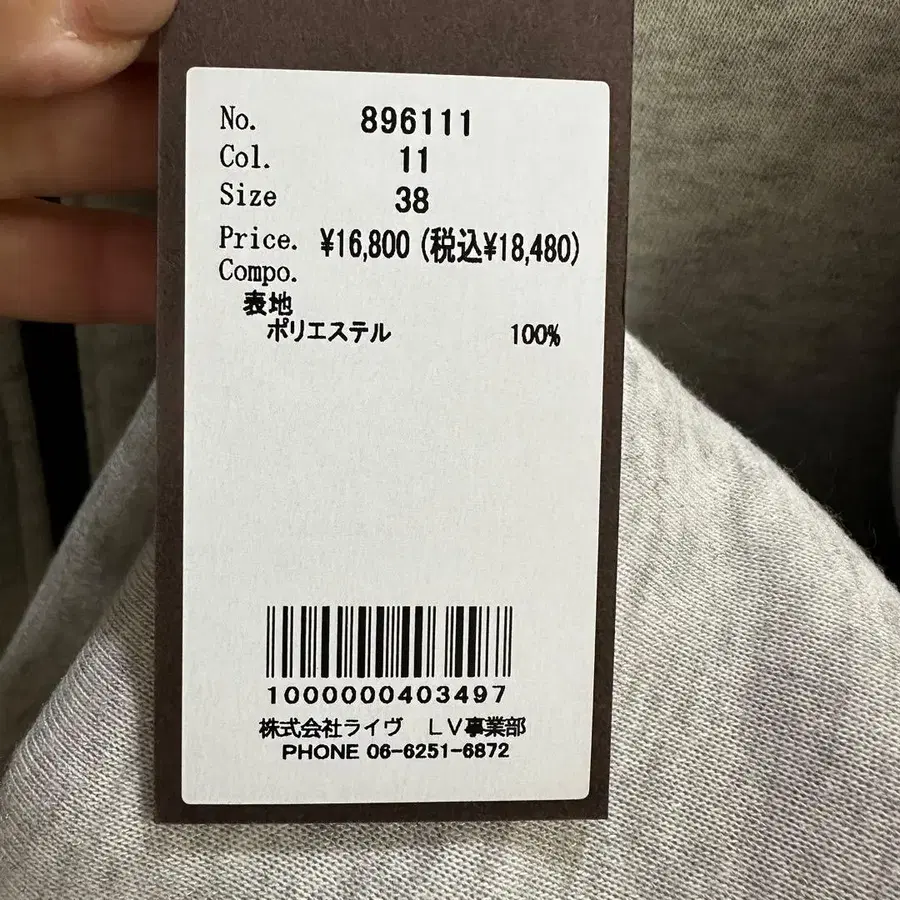 No. 896111
Col. 11
Size 38
Price. ¥16,800 (税込¥18,480)
Compo.
表地
ポリエステル 100%
1000000403497
株式会社ライヴ LV事業部
PHONE 06-6251-6872